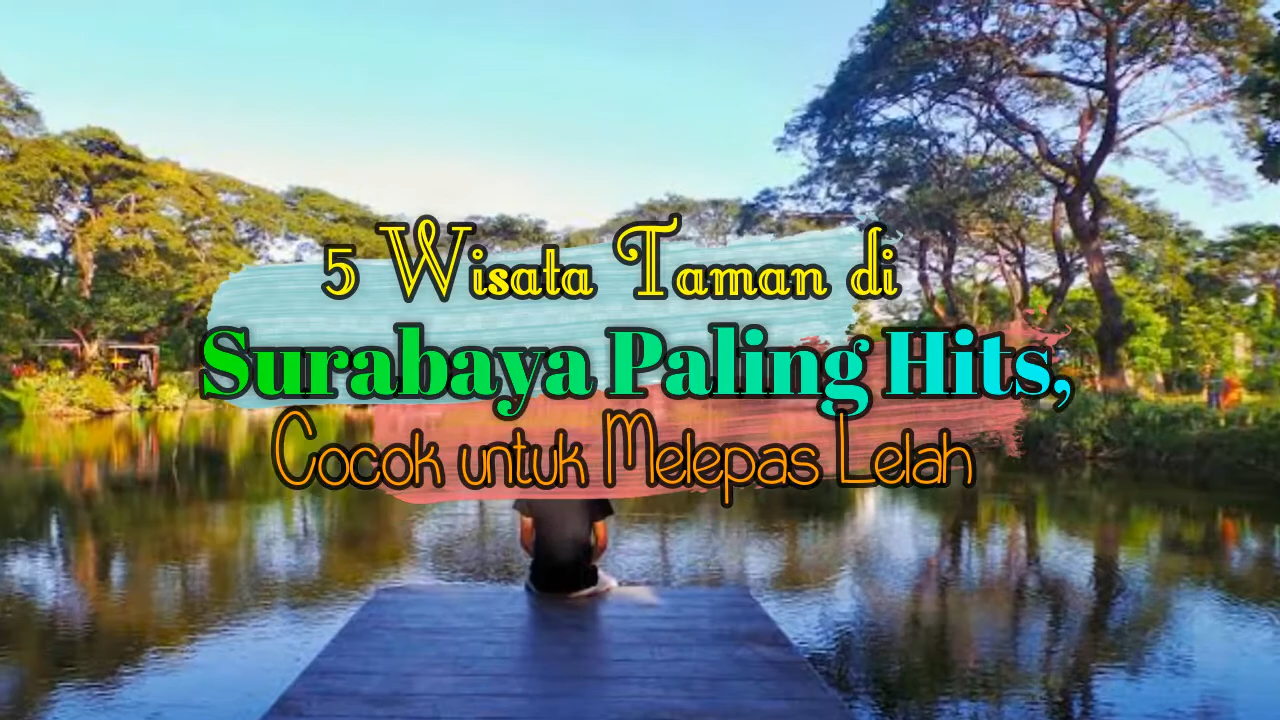 5 Wisata Taman di
Surabaya Paling Hits,
Cocok untuk Melepas Lelah